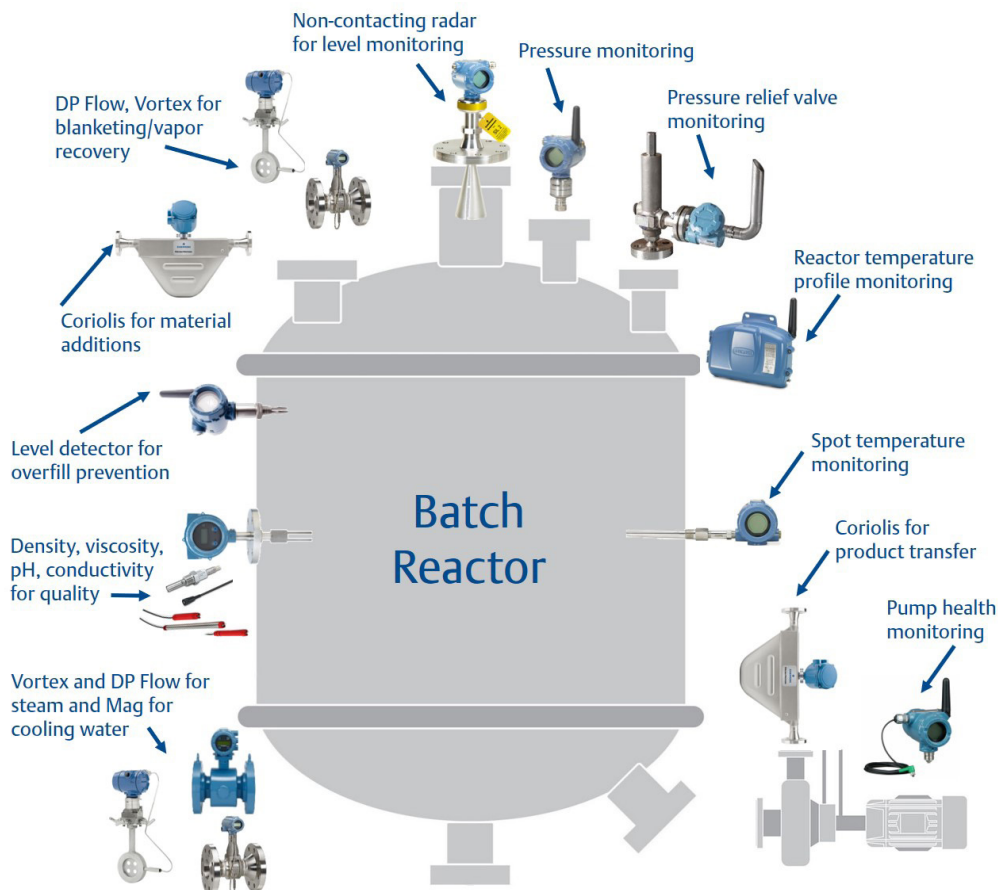 Non-contacting radar
for level monitoring
Pressure monitoring
DP Flow, Vortex for
blanketing/vapor
recovery
Pressure relief valve
monitoring
Reactor temperature
profile monitoring
Coriolis for material
additions
Level detector for
overfill prevention
Spot temperature
monitoring
Batch
Reactor
Density, viscosity,
pH, conductivity
for quality
Coriolis for
product transfer
Pump health
monitoring
Vortex and DP Flow for
steam and Mag for
cooling water